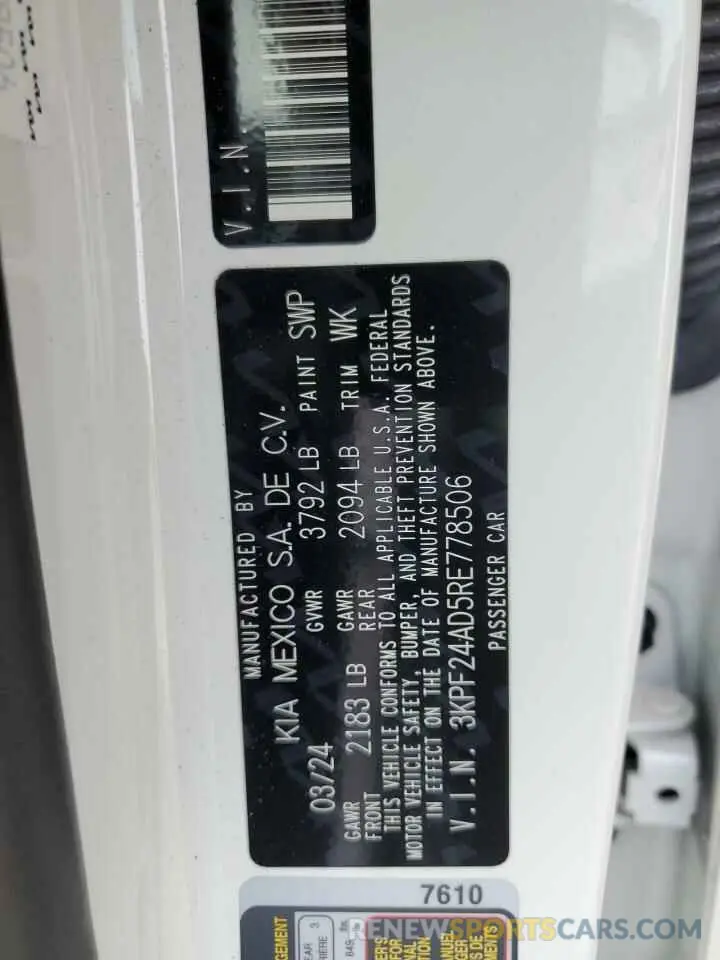 V.I.N.
MANUFACTURED BY
KIA MEXICO S.A. DE C.V.
03/24 GVWR 3792 LB PAINT SWP
GAWR FRONT 2183 LB GAWR REAR 2094 LB TRIM WK
THIS VEHICLE CONFORMS TO ALL APPLICABLE U.S.A. FEDERAL
MOTOR VEHICLE SAFETY, BUMPER, AND THEFT PREVENTION STANDARDS
IN EFFECT ON THE DATE OF MANUFACTURE SHOWN ABOVE.
V.I.N. 3KPF24AD5RE778506
PASSENGER CAR
7610
RENEWSPORTSCARS.COM